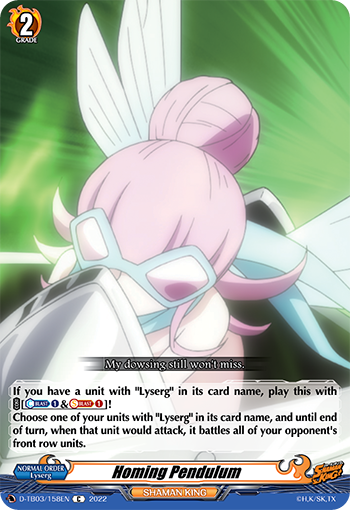 2
GRADE
My dowsing still won't miss.
If you have a unit with "Lyserg" in its card name, play this with
[BLAST 1 & BLAST 1]!
Choose one of your units with "Lyserg" in its card name, and until end
of turn, when that unit would attack, it battles all of your opponent's
front row units.
NORMAL ORDER
Lyserg
Homing Pendulum
SHAMAN KING
D-TB03/158EN C 2022
©H,K/SK,TX